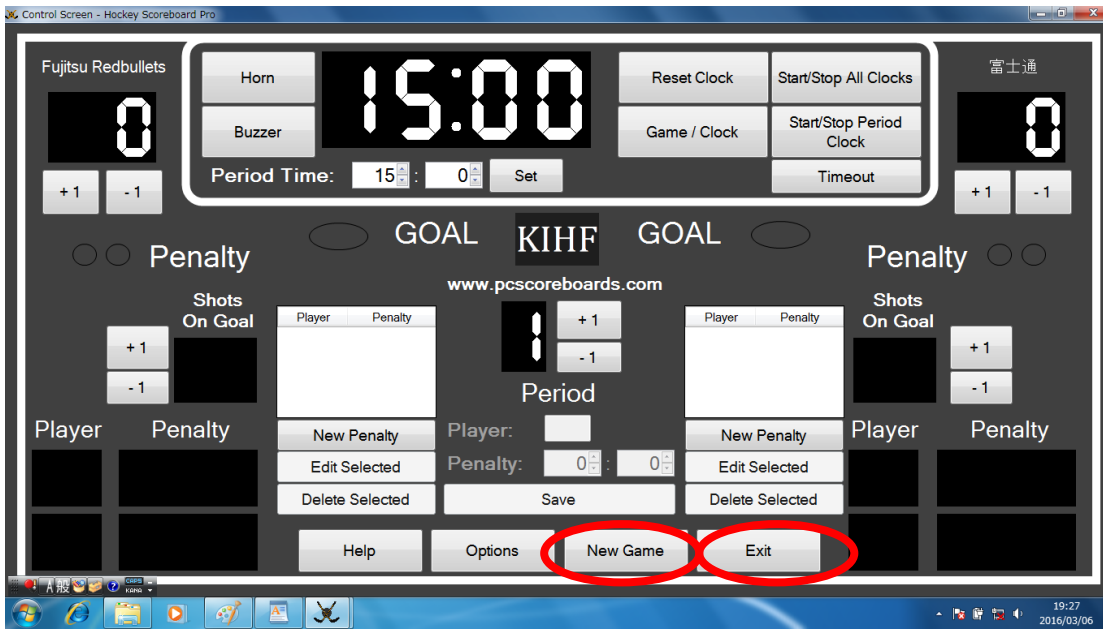 Control Screen - Hockey Scoreboard Pro
Fujitsu Redbullets
0
+ 1
- 1
Horn
Buzzer
15:00
Reset Clock
Start/Stop All Clocks
Game / Clock
Start/Stop Period
Clock
Period Time:
15
:
0
Set
Timeout
富士通
0
+ 1
- 1
GOAL
KIHF
GOAL
Penalty
Penalty
www.pcscoreboards.com
Shots
On Goal
+ 1
- 1
Player
Penalty
1
+ 1
- 1
Period
Player
Penalty
Shots
On Goal
+ 1
- 1
Player
Penalty
New Penalty
Edit Selected
Delete Selected
Player:
Penalty:
0
:
0
Save
New Penalty
Edit Selected
Delete Selected
Player
Penalty
Help
Options
New Game
Exit
A 般
CAPS
KANA
19:27
2016/03/06